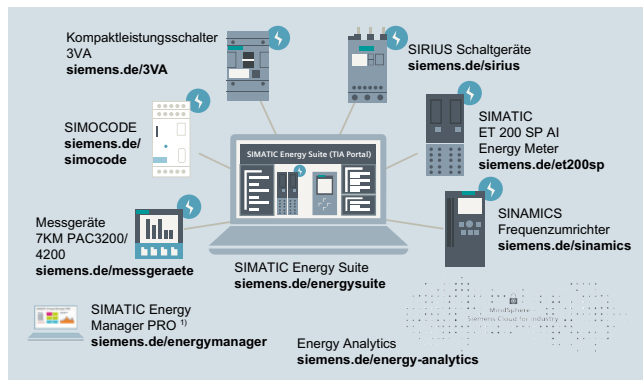 Kompaktleistungsschalter
3VA
siemens.de/3VA
SIRIUS Schaltgeräte
siemens.de/sirius
SIMOCODE
siemens.de/
simocode
SIMATIC Energy Suite (TIA Portal)
SIMATIC
ET 200 SP AI
Energy Meter
siemens.de/et200sp
Messgeräte
7KM PAC3200/
4200
siemens.de/messgeraete
SINAMICS
Frequenzumrichter
siemens.de/sinamics
SIMATIC Energy Suite
siemens.de/energysuite
SIMATIC Energy
Manager PRO 1)
siemens.de/energymanager
MindSphere
Siemens Cloud for Industry
Energy Analytics
siemens.de/energy-analytics